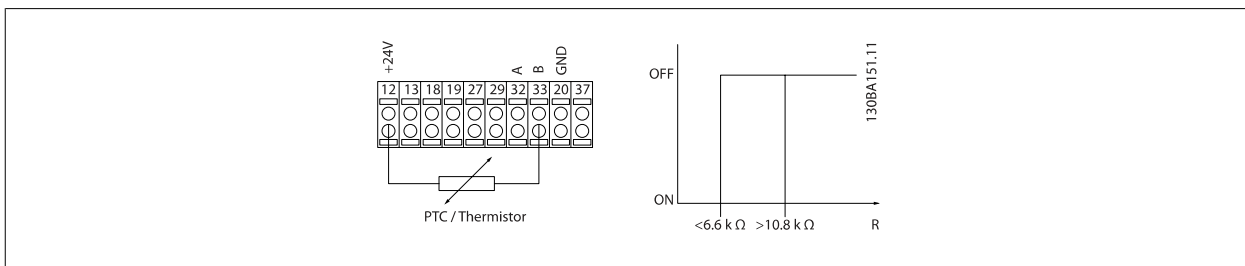 +24V
A
B
GND
12 13 18 19 27 29 32 33 20 37
PTC / Thermistor
OFF
ON
<6.6 k Ω >10.8 k Ω R
130BA151.11